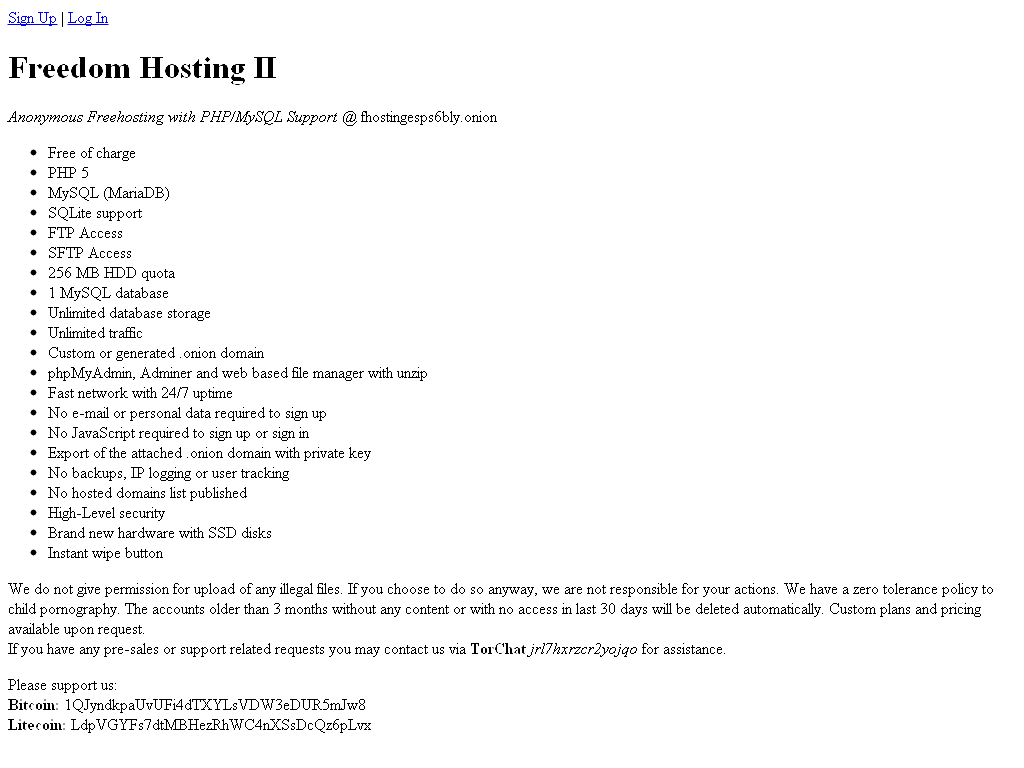 Sign Up | Log In
Freedom Hosting II
Anonymous Freehosting with PHP/MySQL Support @ fhostingesps6bly.onion
• Free of charge
• PHP 5
• MySQL (MariaDB)
• SQLite support
• FTP Access
• SFTP Access
• 256 MB HDD quota
• 1 MySQL database
• Unlimited database storage
• Unlimited traffic
• Custom or generated .onion domain
• phpMyAdmin, Adminer and web based file manager with unzip
• Fast network with 24/7 uptime
• No e-mail or personal data required to sign up
• No JavaScript required to sign up or sign in
• Export of the attached .onion domain with private key
• No backups, IP logging or user tracking
• No hosted domains list published
• High-Level security
• Brand new hardware with SSD disks
• Instant wipe button
We do not give permission for upload of any illegal files. If you choose to do so anyway, we are not responsible for your actions. We have a zero tolerance policy to
child pornography. The accounts older than 3 months without any content or with no access in last 30 days will be deleted automatically. Custom plans and pricing
available upon request.
If you have any pre-sales or support related requests you may contact us via TorChat jrl7hxrzcr2yojqo for assistance.
Please support us:
Bitcoin: 1QJyndkpaUvUFi4dTXYLsVDW3eDUR5mJw8
Litecoin: LdpVGYFs7dtMBHezRhWC4nXSsDcQz6pLvx